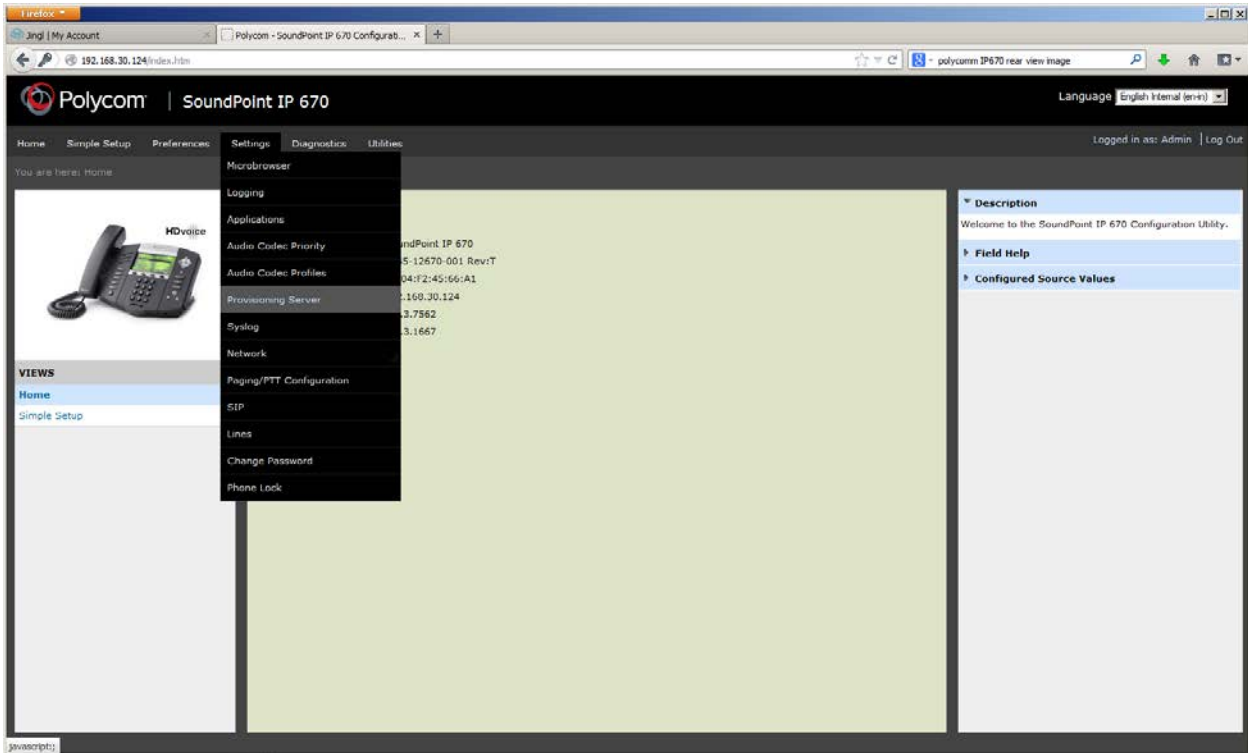 Firefox
Jingl | My Account
Polycom - SoundPoint IP 670 Configurati...
192.168.30.124/index.htm
polycomm IP670 rear view image
Polycom | SoundPoint IP 670
Language English Internal (en-in)
Home Simple Setup Preferences Settings Diagnostics Utilities
Logged in as: Admin | Log Out
You are here: Home
Microbrowser
Logging
Applications
Audio Codec Priority
Audio Codec Profiles
Provisioning Server
Syslog
Network
Paging/PTT Configuration
SIP
Lines
Change Password
Phone Lock
HDvoice
VIEWS
Home
Simple Setup
undPoint IP 670
5-12670-001 Rev:T
04:F2:45:66:A1
.168.30.124
.3.7562
.3.1667
Description
Welcome to the SoundPoint IP 670 Configuration Utility.
Field Help
Configured Source Values
javascript:;